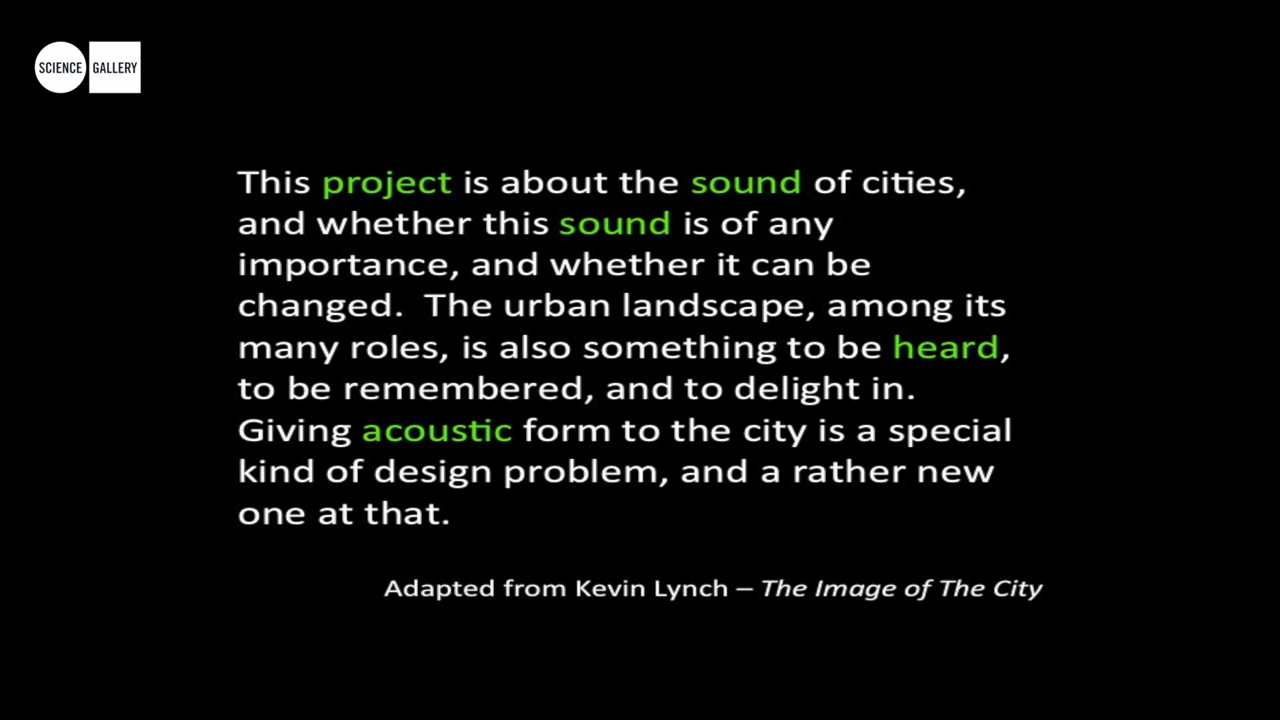 SCIENCE GALLERY
This project is about the sound of cities,
and whether this sound is of any
importance, and whether it can be
changed.  The urban landscape, among its
many roles, is also something to be heard,
to be remembered, and to delight in.
Giving acoustic form to the city is a special
kind of design problem, and a rather new
one at that.
Adapted from Kevin Lynch – The Image of The City